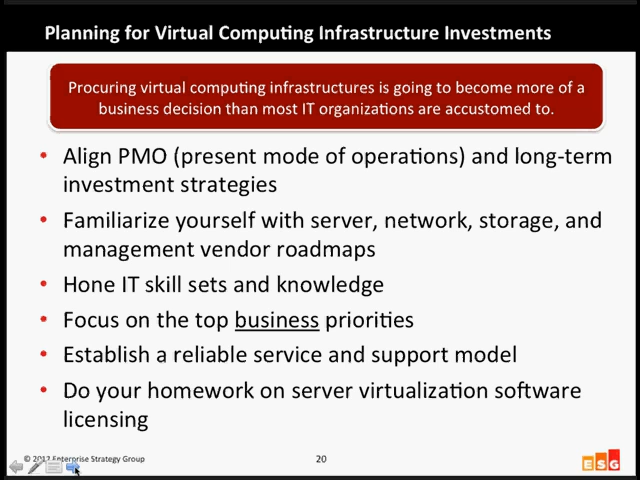 Planning for Virtual Computing Infrastructure Investments
Procuring virtual computing infrastructures is going to become more of a
business decision than most IT organizations are accustomed to.
• Align PMO (present mode of operations) and long-term
investment strategies
• Familiarize yourself with server, network, storage, and
management vendor roadmaps
• Hone IT skill sets and knowledge
• Focus on the top business priorities
• Establish a reliable service and support model
• Do your homework on server virtualization software
licensing
© 2012 Enterprise Strategy Group
20
ESG